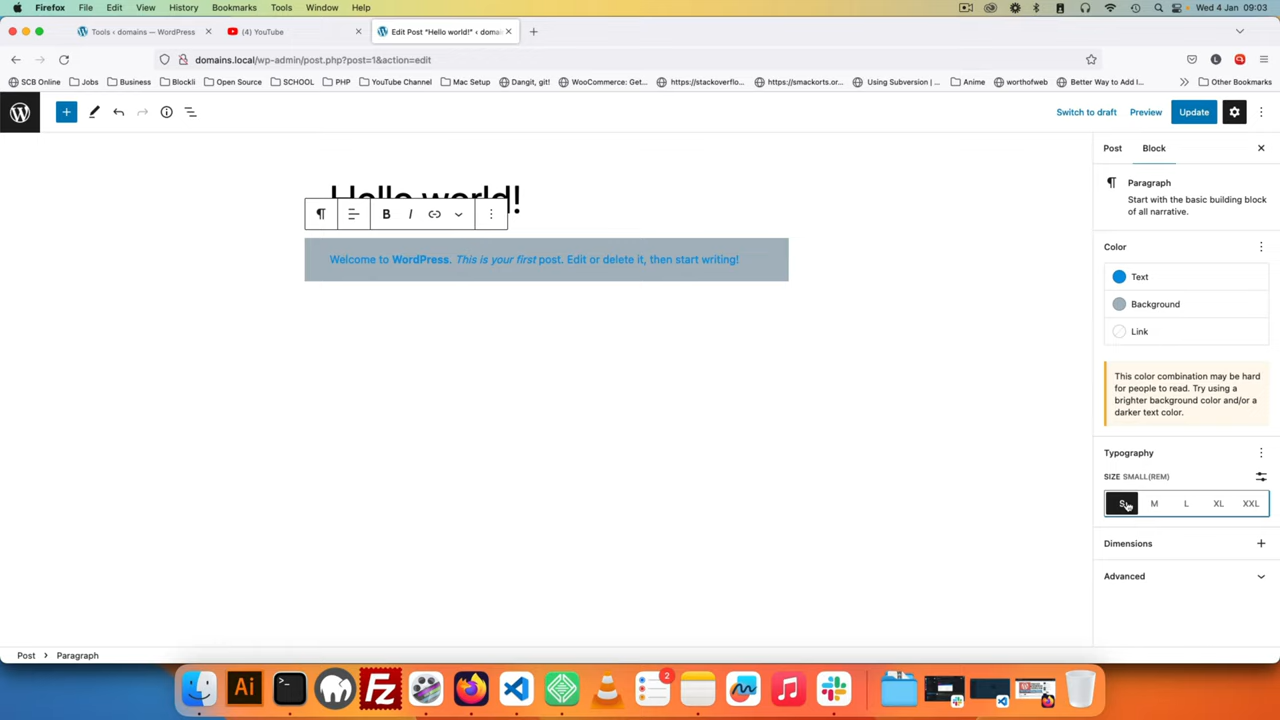 Firefox File Edit View History Bookmarks Tools Window Help Wed 4 Jan 09:03
Tools ‹ domains — WordPress (4) YouTube Edit Post "Hello world!" ‹ domai
domains.local/wp-admin/post.php?post=1&action=edit
SCB Online Jobs Business Blockli Open Source SCHOOL PHP YouTube Channel Mac Setup Dangit, git! WooCommerce: Get... https://stackoverflo... https://smackorts.or... Using Subversion | ... Anime worthofweb Better Way to Add I... Other Bookmarks
Switch to draft Preview Update
Post Block
Hello world!
Paragraph
Start with the basic building block
of all narrative.
B I
Color
Welcome to WordPress. This is your first post. Edit or delete it, then start writing!
Text
Background
Link
This color combination may be hard
for people to read. Try using a
brighter background color and/or a
darker text color.
Typography
SIZE SMALL(REM)
S M L XL XXL
Dimensions
Advanced
Post › Paragraph
Ai Fz 2